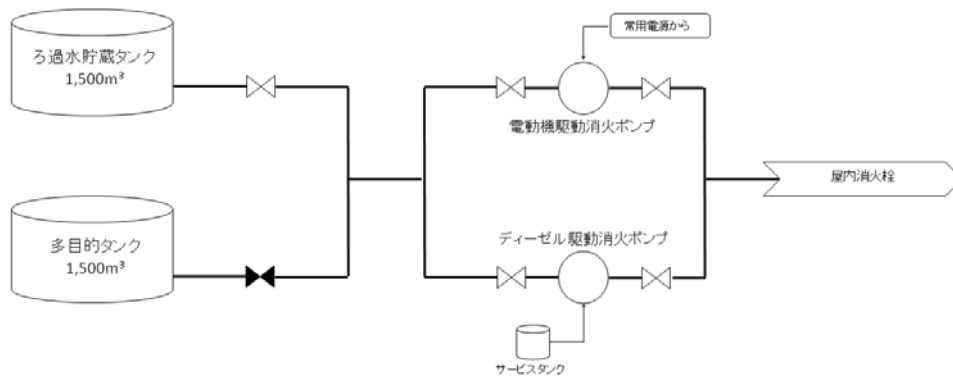 常用電源から
ろ過水貯蔵タンク
1,500m³
電動機駆動消火ポンプ
屋内消火栓
多目的タンク
1,500m³
ディーゼル駆動消火ポンプ
サービスタンク